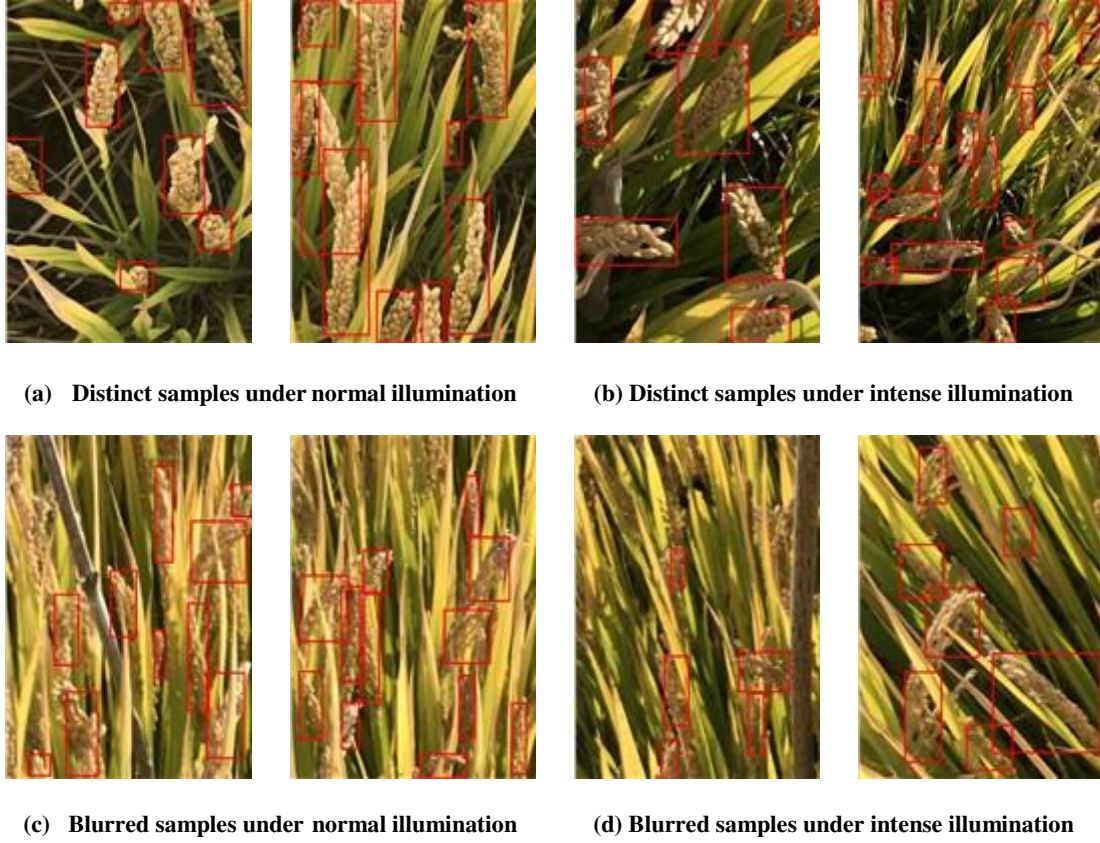 (a) Distinct samples under normal illumination
(b) Distinct samples under intense illumination
(c) Blurred samples under normal illumination
(d) Blurred samples under intense illumination